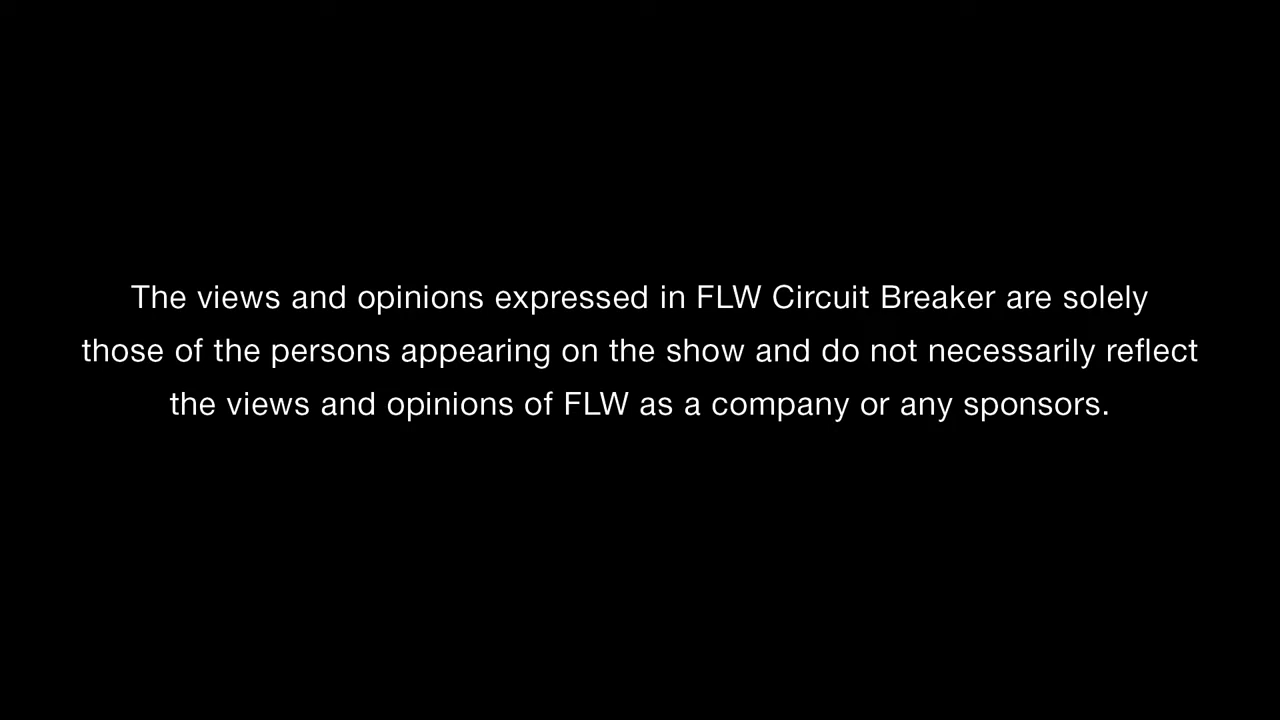 The views and opinions expressed in FLW Circuit Breaker are solely
those of the persons appearing on the show and do not necessarily reflect
the views and opinions of FLW as a company or any sponsors.